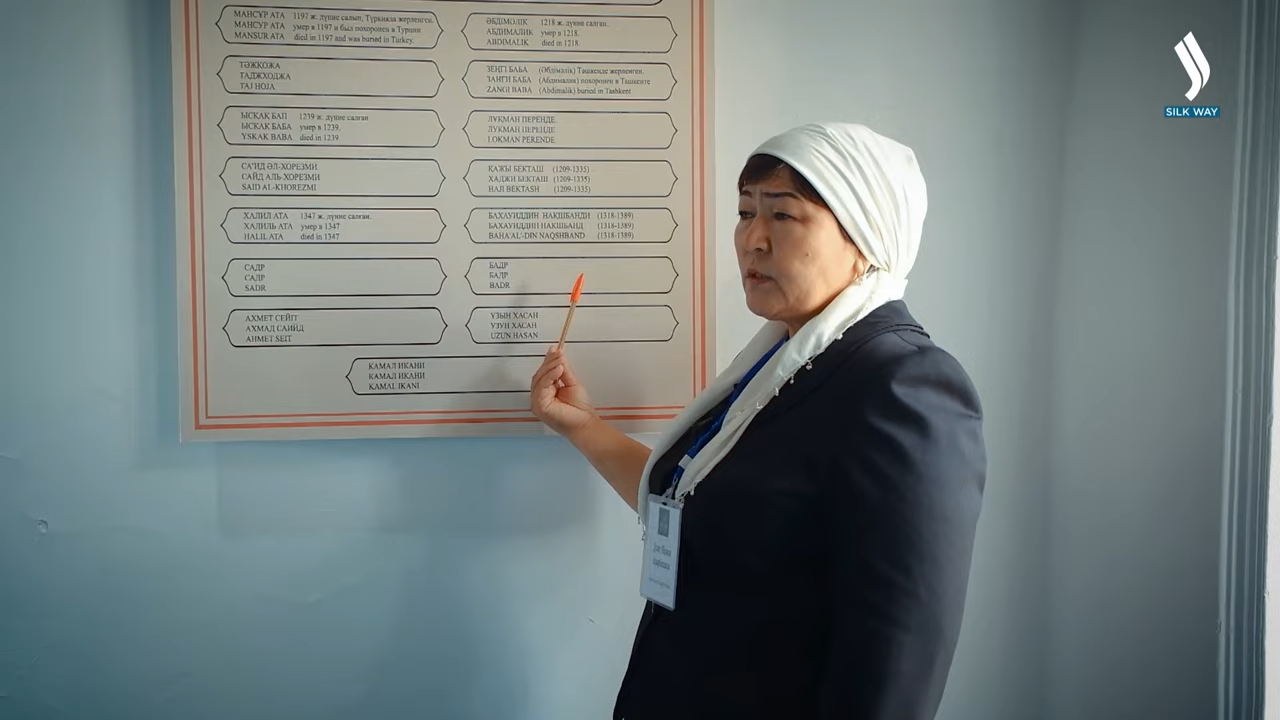 МАНСҰР АТА 1197 ж. дүние салып, Түркияда жерленген.
МАНСУР АТА умер в 1197 и был похоронен в Турции
MANSUR ATA died in 1197 and was buried in Turkey.
ӘБДІМӘЛІК 1218 ж. дүние салған.
АБДИМАЛИК умер в 1218.
ABDIMALIK died in 1218.
ТӘЖҚОЖА
ТАДЖХОДЖА
TAJ HOJA
ЗЕҢГІ БАБА (Әбдімәлік) Ташкенде жерленген.
ЗАНГИ БАБА (Абдималик) похоронен в Ташкенте
ZANGI BABA (Abdimalik) buried in Tashkent
ЫСҚАҚ БАП 1239 ж. дүние салған
ЫСКАК БАБА умер в 1239.
YSKAK BABA died in 1239.
ЛҰҚМАН ПЕРЕНДЕ
ЛУКМАН ПЕРЕНДЕ
LOKMAN PERENDE
САҒИД ӘЛ-ХОРЕЗМИ
САЙД АЛЬ-ХОРЕЗМИ
SAID AL-KHOREZMI
ҚАЖЫ БЕКТАШ (1209-1335)
ХАДЖИ БЕКТАШ (1209-1335)
HAJI BEKTASH (1209-1335)
ХАЛИЛ АТА 1347 ж. дүние салған.
ХАЛИЛЬ АТА умер в 1347
HALIL ATA died in 1347
БАХАУИДДИН НАКШБАНДИ (1318-1389)
БАХАУИДДИН НАКШБАНД (1318-1389)
BAHA'AL'-DIN NAQSHBAND (1318-1389)
САДР
САДР
SADR
БАДР
БАДР
BADR
АХМЕТ СЕЙІТ
АХМАД САИЙД
AHMET SEIT
ҰЗЫН ХАСАН
УЗУН ХАСАН
UZUN HASAN
КАМАЛ ИКАНИ
КАМАЛ ИКАНИ
KAMAL IKANI
SILK WAY